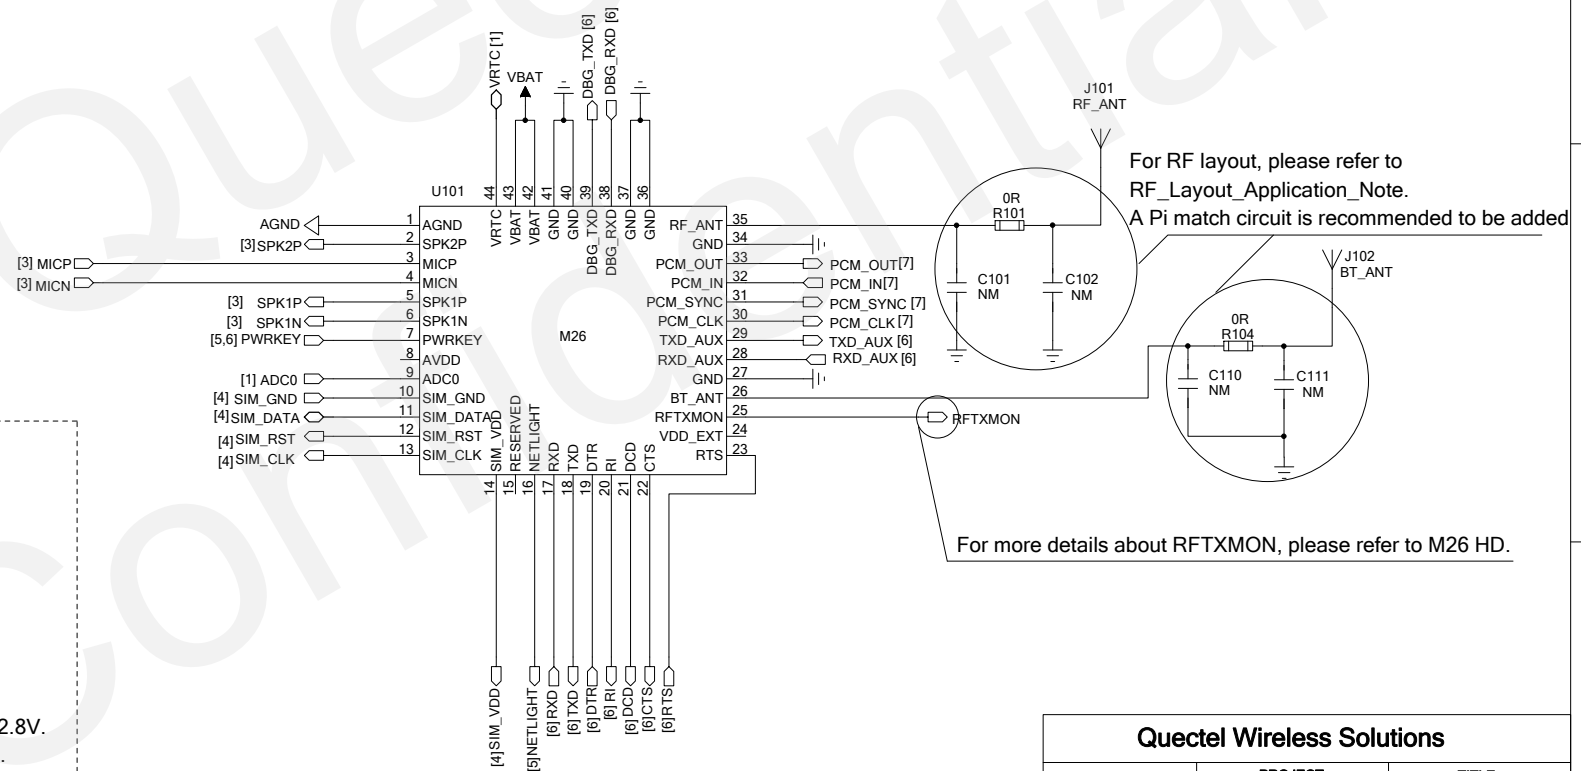 Quectel
Confidential
VRTC [1]
VBAT
DBG_TXD [6]
DBG_RXD [6]
U101
44
43
42
41
40
39
38
37
36
VRTC
VBAT
VBAT
GND
GND
DBG_TXD
DBG_RXD
GND
GND
AGND
1
AGND
[3] SPK2P
2
SPK2P
[3] MICP
3
MICP
[3] MICN
4
MICN
[3] SPK1P
5
SPK1P
[3] SPK1N
6
SPK1N
[5,6] PWRKEY
7
PWRKEY
8
AVDD
[1] ADC0
9
ADC0
[4] SIM_GND
10
SIM_GND
[4] SIM_DATA
11
SIM_DATA
[4] SIM_RST
12
SIM_RST
[4] SIM_CLK
13
SIM_CLK
M26
RF_ANT
35
GND
34
PCM_OUT
33
PCM_OUT[7]
PCM_IN
32
PCM_IN[7]
PCM_SYNC
31
PCM_SYNC [7]
PCM_CLK
30
PCM_CLK[7]
TXD_AUX
29
TXD_AUX [6]
RXD_AUX
28
RXD_AUX [6]
GND
27
BT_ANT
26
RFTXMON
25
RFTXMON
VDD_EXT
24
RTS
23
SIM_VDD
RESERVED
NETLIGHT
RXD
TXD
DTR
RI
DCD
CTS
14
15
16
17
18
19
20
21
22
[4]SIM_VDD
[5]NETLIGHT
[6]RXD
[6]TXD
[6]DTR
[6]RI
[6]DCD
[6]CTS
[6]RTS
J101
RF_ANT
0R
R101
C101
NM
C102
NM
For RF layout, please refer to
RF_Layout_Application_Note.
A Pi match circuit is recommended to be added
J102
BT_ANT
0R
R104
C110
NM
C111
NM
For more details about RFTXMON, please refer to M26 HD.
2.8V.
.
Quectel Wireless Solutions
PROJECT
TITLE